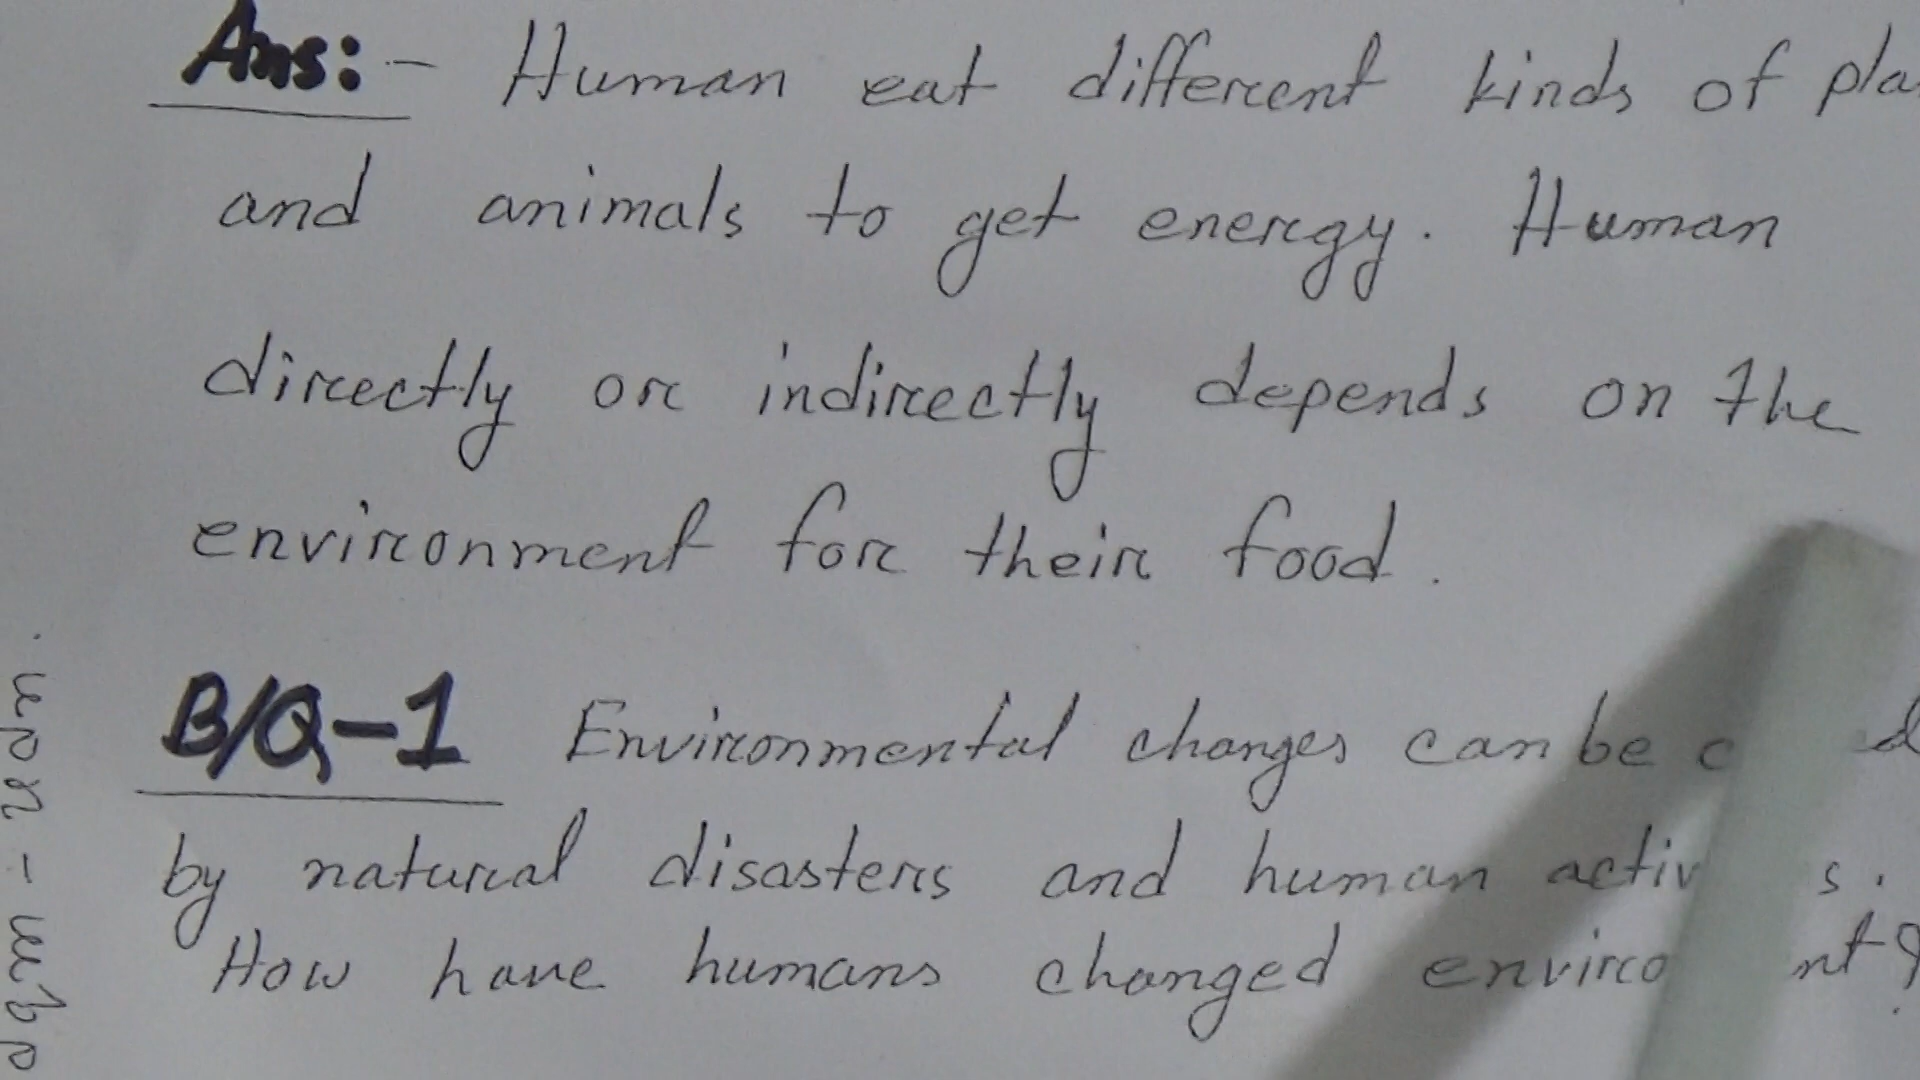 Ans:- Human eat different kinds of
and animals to get energy. Human
directly or indirectly depends on the
environment for their food.
B/Q-1 Environmental changes can be
by natural disasters and human
How have humans changed